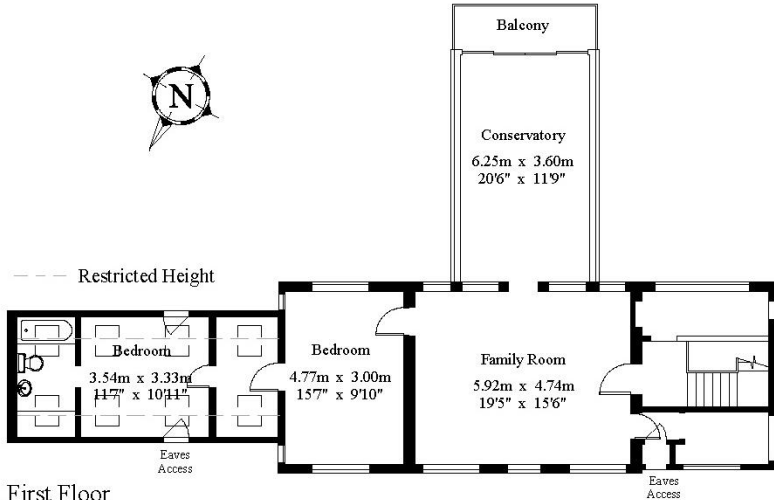 Balcony
N
Conservatory
6.25m x 3.60m
20'6" x 11'9"
Restricted Height
Bedroom
3.54m x 3.33m
11'7" x 10'11"
Bedroom
4.77m x 3.00m
15'7" x 9'10"
Family Room
5.92m x 4.74m
19'5" x 15'6"
Eaves
Access
Eaves
Access
First Floor